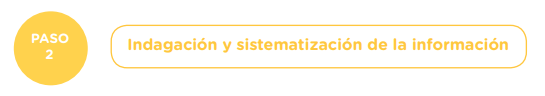 PASO
2
Indagación y sistematización de la información